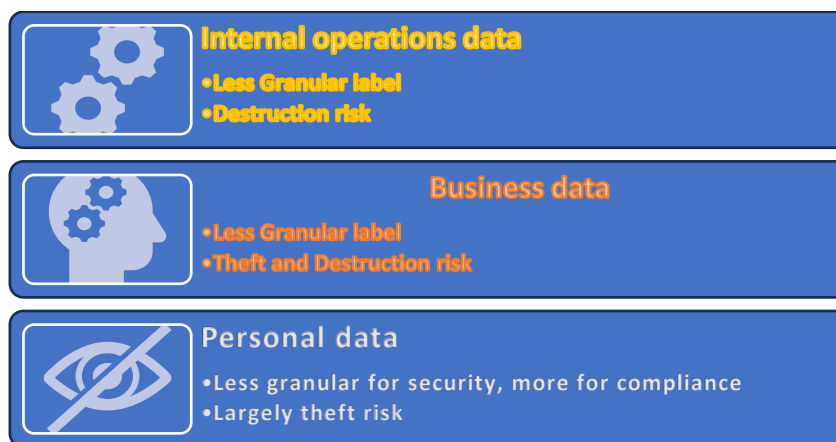 Internal operations data
•Less Granular label
•Destruction risk
Business data
•Less Granular label
•Theft and Destruction risk
Personal data
•Less granular for security, more for compliance
•Largely theft risk